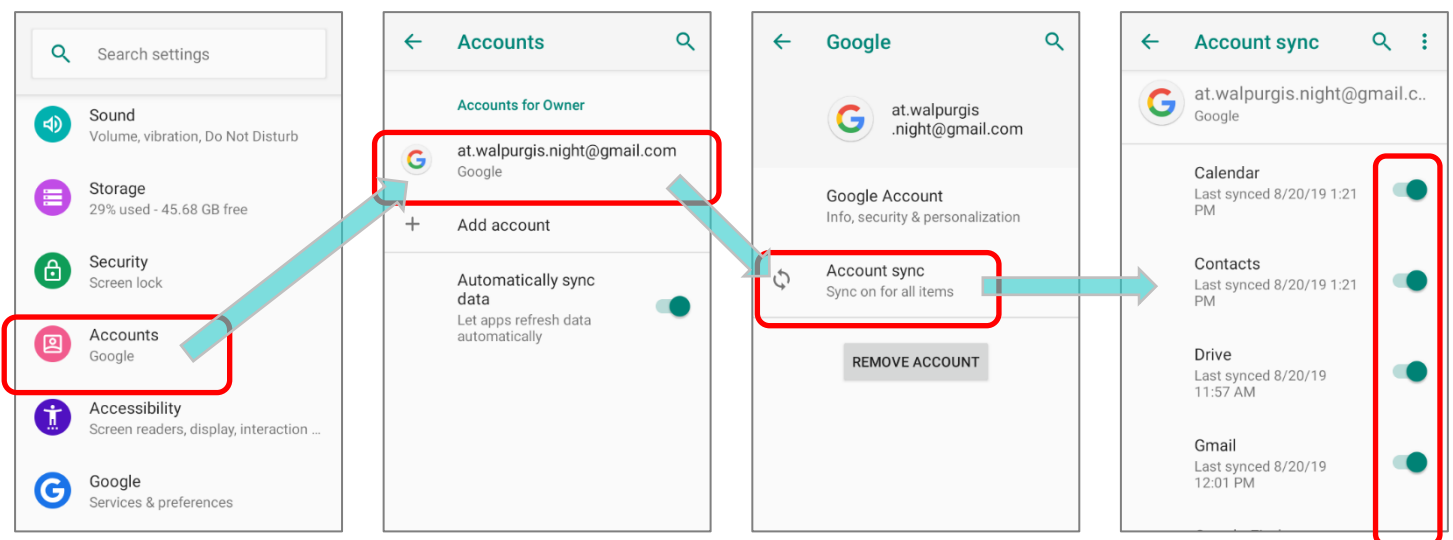 Search settings
Sound
Volume, vibration, Do Not Disturb
Storage
29% used - 45.68 GB free
Security
Screen lock
Accounts
Google
Accessibility
Screen readers, display, interaction ...
Google
Services & preferences
Accounts
Accounts for Owner
at.walpurgis.night@gmail.com
Google
Add account
Automatically sync
data
Let apps refresh data
automatically
Google
at.walpurgis
.night@gmail.com
Google Account
Info, security & personalization
Account sync
Sync on for all items
REMOVE ACCOUNT
Account sync
at.walpurgis.night@gmail.c..
Google
Calendar
Last synced 8/20/19 1:21
PM
Contacts
Last synced 8/20/19 1:21
PM
Drive
Last synced 8/20/19
11:57 AM
Gmail
Last synced 8/20/19
12:01 PM